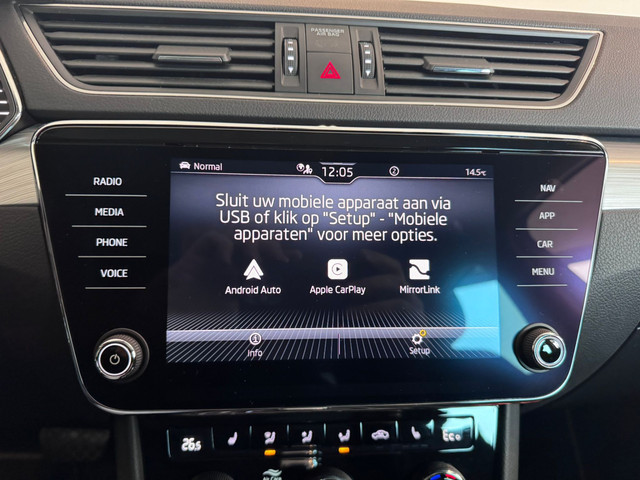 PASSENGER
AIR BAG
Normal
12:05
2
14.5°C
RADIO
MEDIA
PHONE
VOICE
Sluit uw mobiele apparaat aan via
USB of klik op "Setup" - "Mobiele
apparaten" voor meer opties.
Android Auto
Apple CarPlay
MirrorLink
Info
Setup
NAV
APP
CAR
MENU
26.5